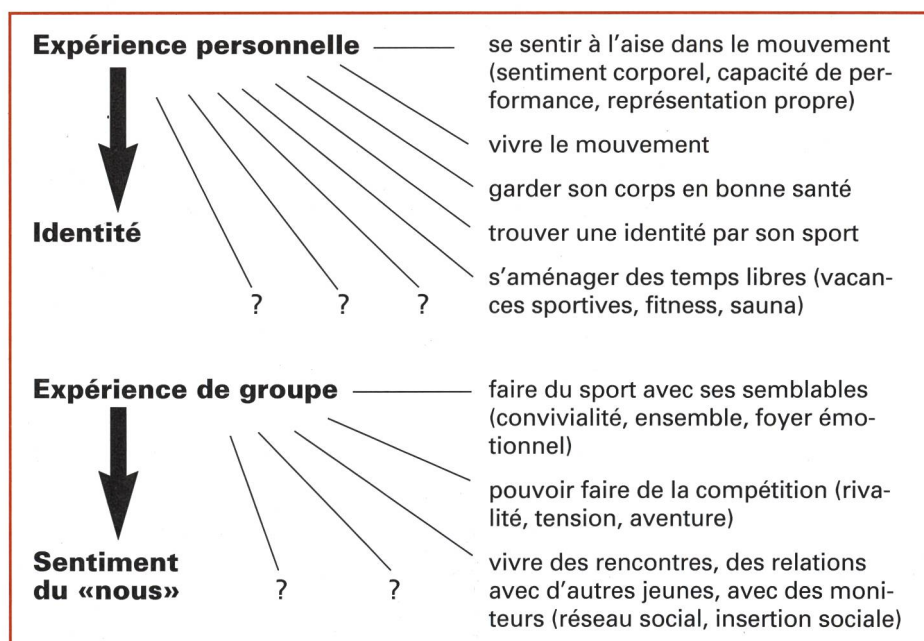 Expérience personnelle
se sentir à l'aise dans le mouvement
(sentiment corporel, capacité de per-
formance, représentation propre)
vivre le mouvement
garder son corps en bonne santé
Identité
trouver une identité par son sport
s'aménager des temps libres (vacan-
ces sportives, fitness, sauna)
? ? ?
Expérience de groupe
faire du sport avec ses semblables
(convivialité, ensemble, foyer émo-
tionnel)
pouvoir faire de la compétition (riva-
lité, tension, aventure)
Sentiment
du «nous»
? ?
vivre des rencontres, des relations
avec d'autres jeunes, avec des moni-
teurs (réseau social, insertion sociale)